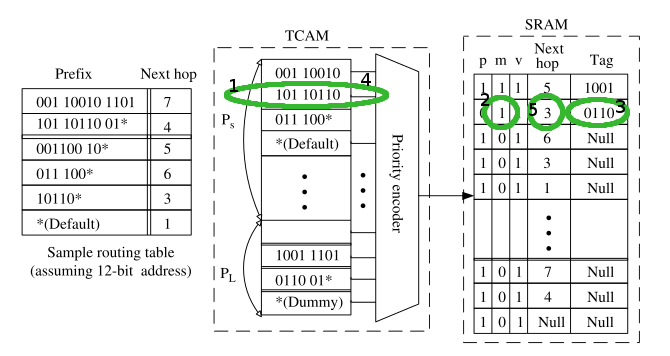 TCAM
SRAM
Prefix Next hop
001 10010 1101 7
101 10110 01* 4
001100 10* 5
011 100* 6
10110* 3
*(Default) 1
Sample routing table
(assuming 12-bit address)
1
4
P_s
P_L
001 10010
101 10110
011 100*
*(Default)
1001 1101
0110 01*
*(Dummy)
Priority encoder
2
5
3
p m v Next hop Tag
1 1 1 5 1001
1 3 0110
1 0 1 6 Null
1 0 1 3 Null
1 0 1 1 Null
1 0 1 7 Null
1 0 1 4 Null
1 0 1 Null Null